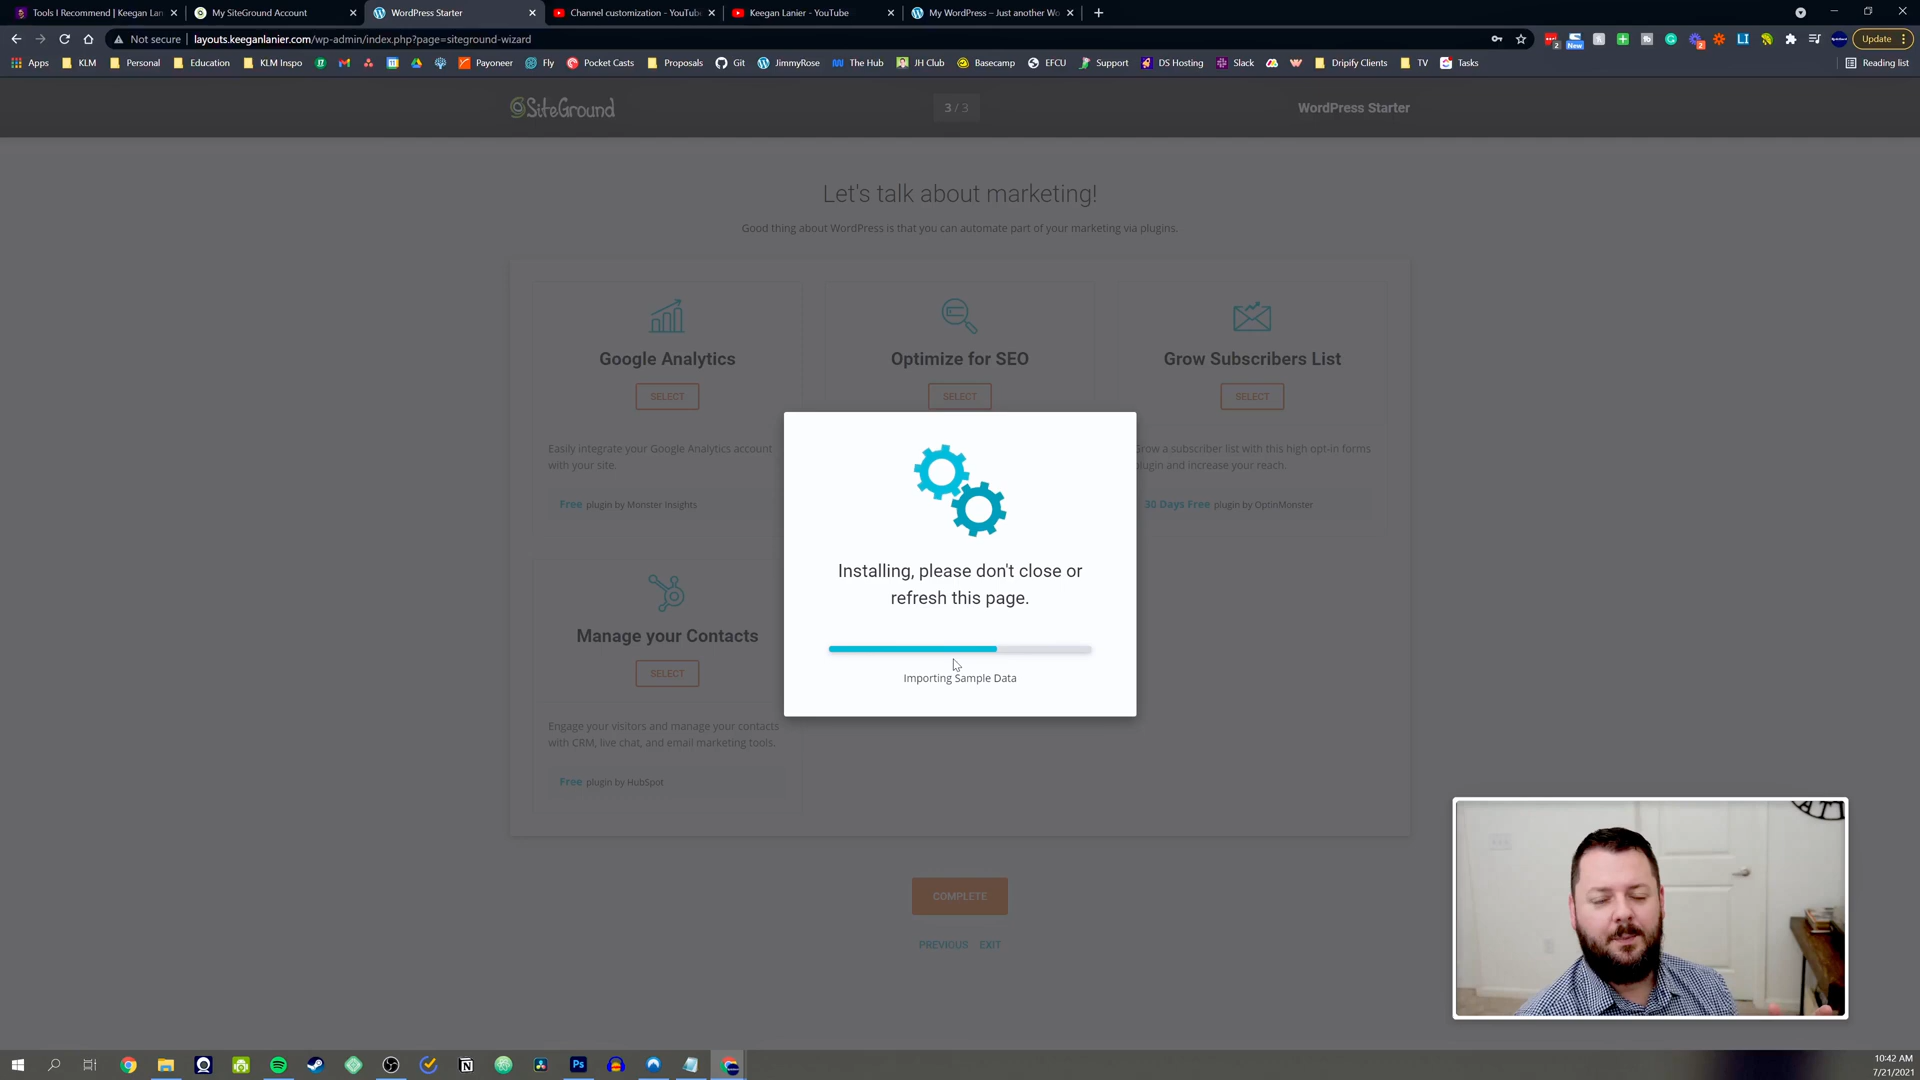 Tools I Recommend | Keegan Lan
My SiteGround Account
WordPress Starter
Channel customization - YouTube
Keegan Lanier - YouTube
My WordPress – Just another Wo
Not secure
layouts.keeganlanier.com/wp-admin/index.php?page=siteground-wizard
2
New
2
Update
Apps
KLM
Personal
Education
KLM Inspo
Payoneer
Fly
Pocket Casts
Proposals
Git
JimmyRose
The Hub
JH Club
Basecamp
EFCU
Support
DS Hosting
Slack
Dripify Clients
TV
Tasks
Reading list
SiteGround
3 / 3
WordPress Starter
Let's talk about marketing!
Good thing about WordPress is that you can automate part of your marketing via plugins.
Google Analytics
SELECT
Easily integrate your Google Analytics account
with your site.
Free plugin by Monster Insights
Optimize for SEO
SELECT
Grow Subscribers List
SELECT
Grow a subscriber list with this high opt-in forms
plugin and increase your reach.
30 Days Free plugin by OptinMonster
Installing, please don't close or
refresh this page.
Importing Sample Data
Manage your Contacts
SELECT
Engage your visitors and manage your contacts
with CRM, live chat, and email marketing tools.
Free plugin by HubSpot
COMPLETE
PREVIOUS
EXIT
Ps
10:42 AM
7/21/2021